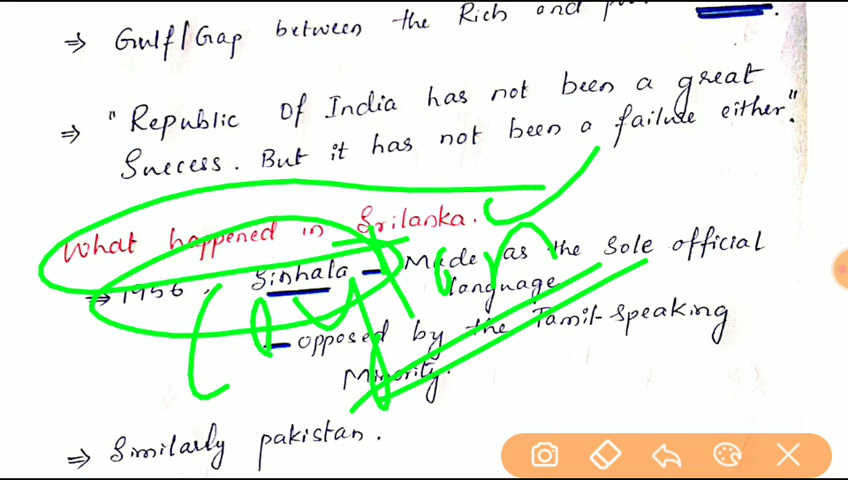 ⇒ Gulf/Gap between the Rich and
⇒ "Republic of India has not been a great
Success. But it has not been a failure either."
What happened in Srilanka.
⇒ 1956, Sinhala - Made as the Sole official
language
- opposed by the Tamil-Speaking
Minority.
⇒ Similarly pakistan.